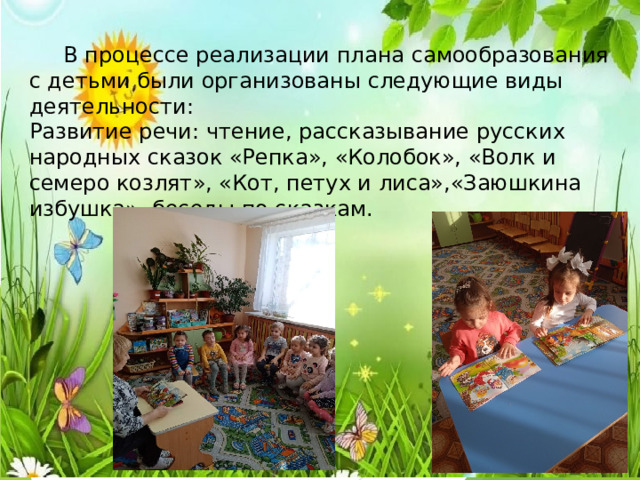 В процессе реализации плана самообразования
с детьми,были организованы следующие виды
деятельности:
Развитие речи: чтение, рассказывание русских
народных сказок «Репка», «Колобок», «Волк и
семеро козлят», «Кот, петух и лиса»,«Заюшкина
избушка», беседы по сказкам.